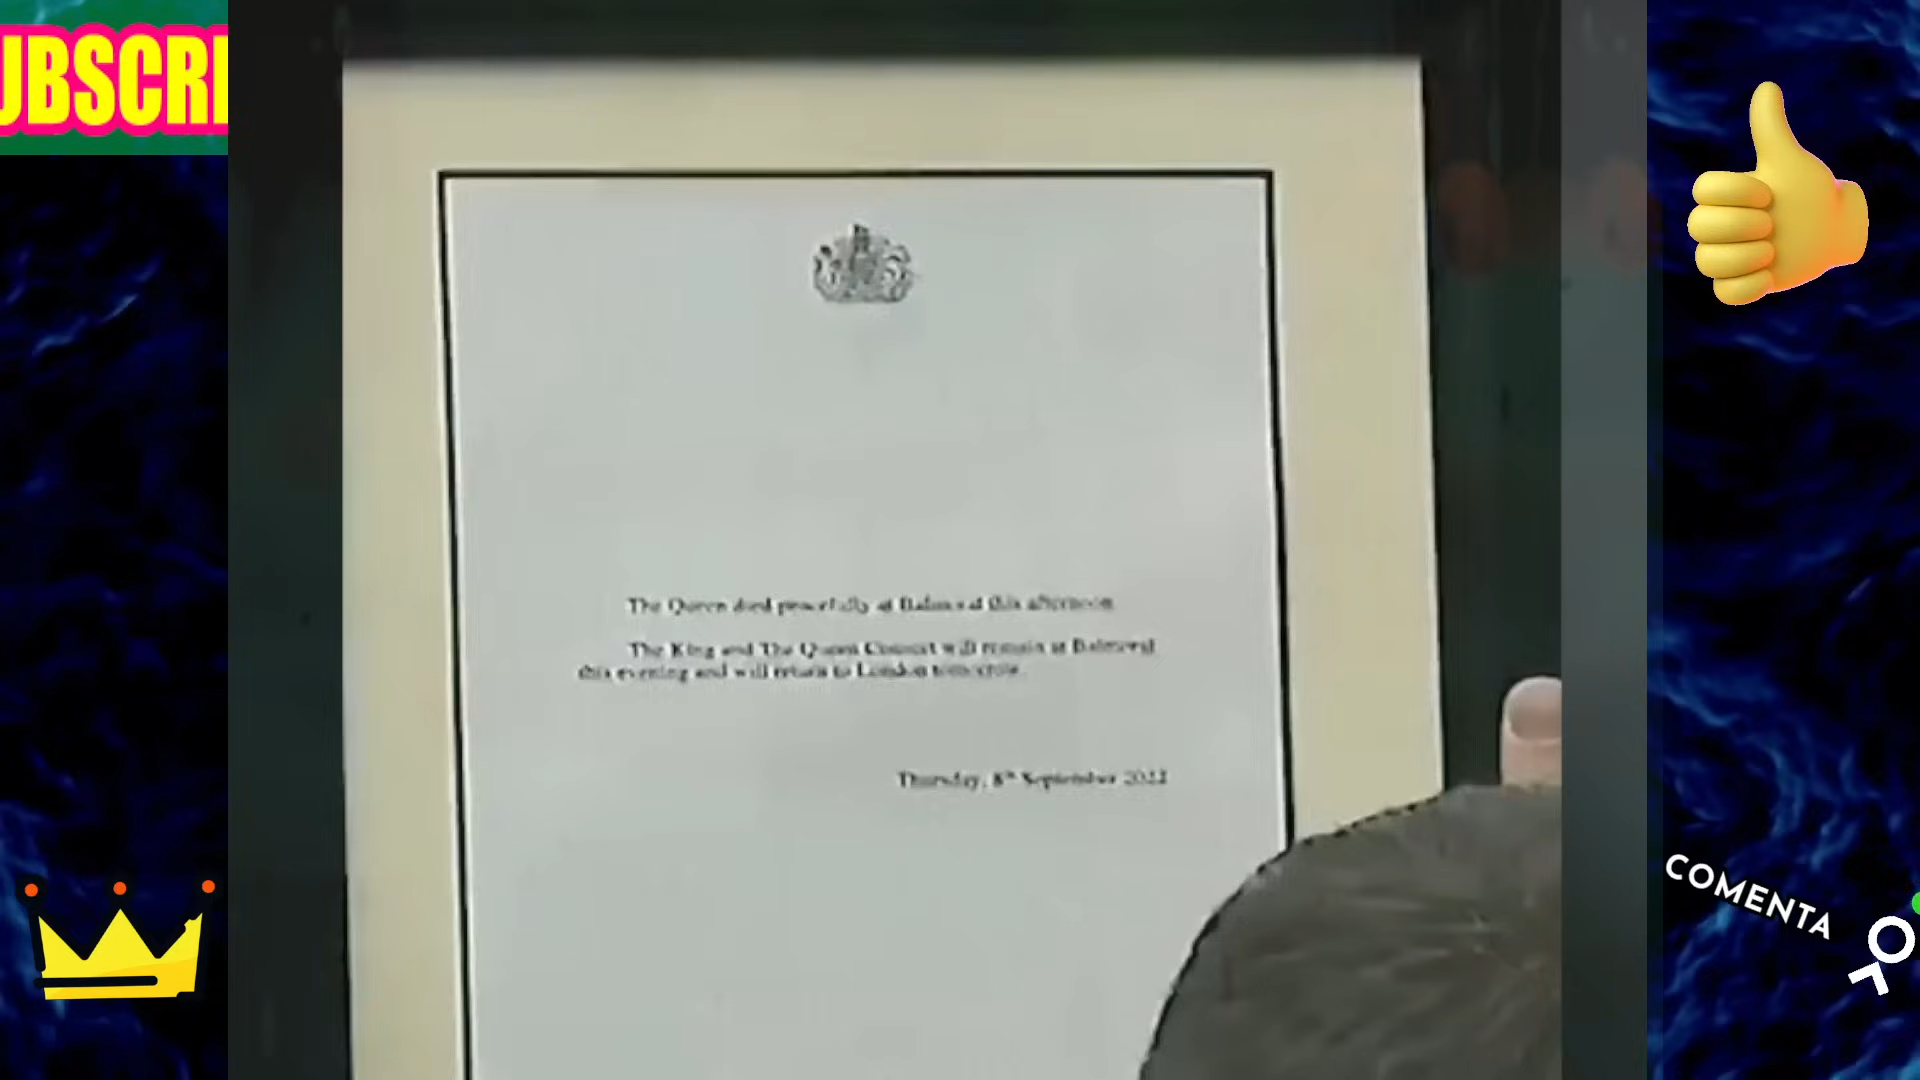 UBSCRI
The Queen died peacefully at Balmoral this afternoon.
The King and The Queen Consort will remain at Balmoral
this evening and will return to London tomorrow.
Thursday, 8th September 2022
COMENTA